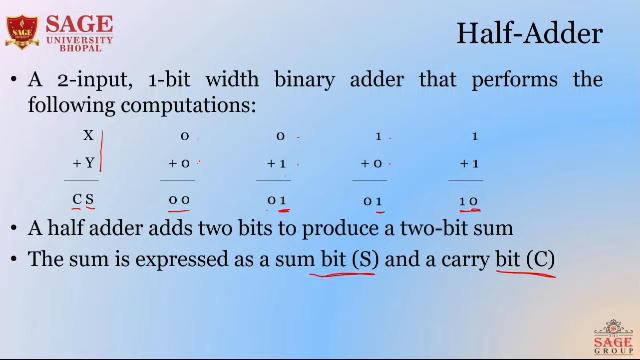 SAGE
UNIVERSITY
BHOPAL
Half-Adder
• A 2-input, 1-bit width binary adder that performs the
following computations:
X 0 0 1 1
+ Y + 0 + 1 + 0 + 1
C S 0 0 0 1 0 1 1 0
• A half adder adds two bits to produce a two-bit sum
• The sum is expressed as a sum bit (S) and a carry bit (C)
SAGE
GROUP